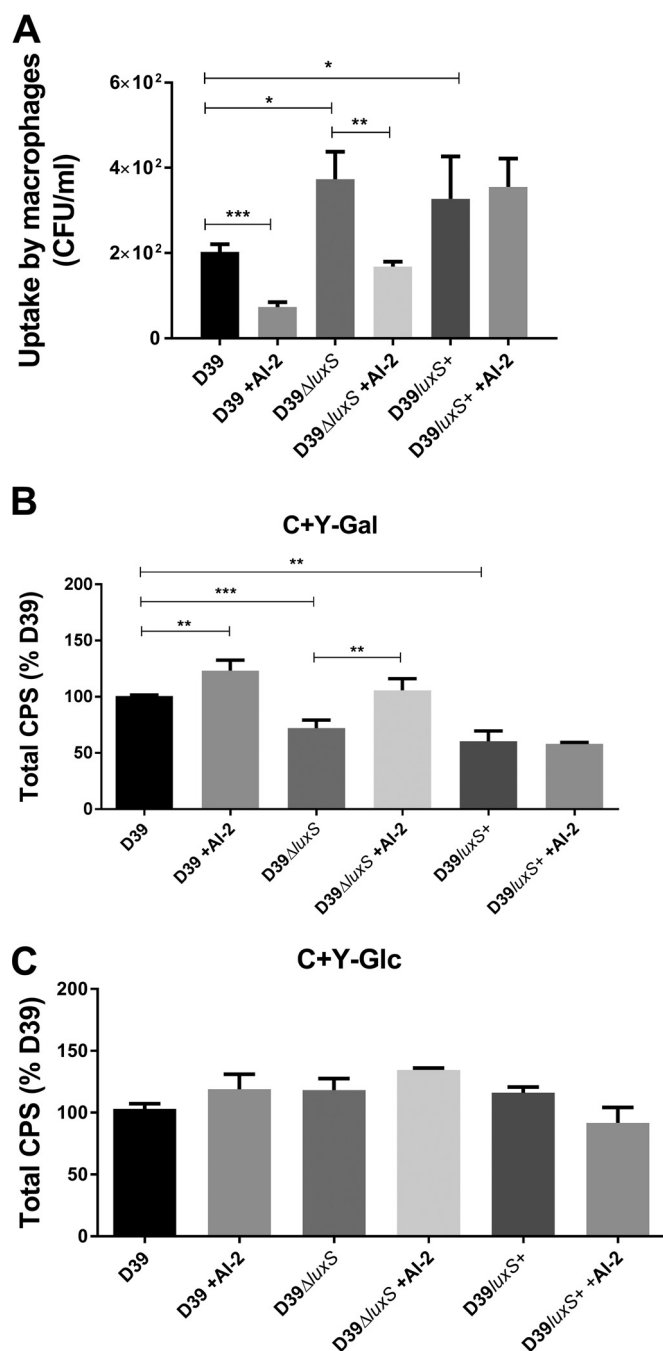 A
Uptake by macrophages
(CFU/ml)
6×10²
4×10²
2×10²
0
*
*
**
***
D39
D39 +AI-2
D39ΔluxS
D39ΔluxS +AI-2
D39luxS+
D39luxS+ +AI-2
B
C+Y-Gal
Total CPS (% D39)
200
150
100
50
0
**
***
**
**
D39
D39 +AI-2
D39ΔluxS
D39ΔluxS +AI-2
D39luxS+
D39luxS+ +AI-2
C
C+Y-Glc
Total CPS (% D39)
200
150
100
50
0
D39
D39 +AI-2
D39ΔluxS
D39ΔluxS +AI-2
D39luxS+
D39luxS+ +AI-2